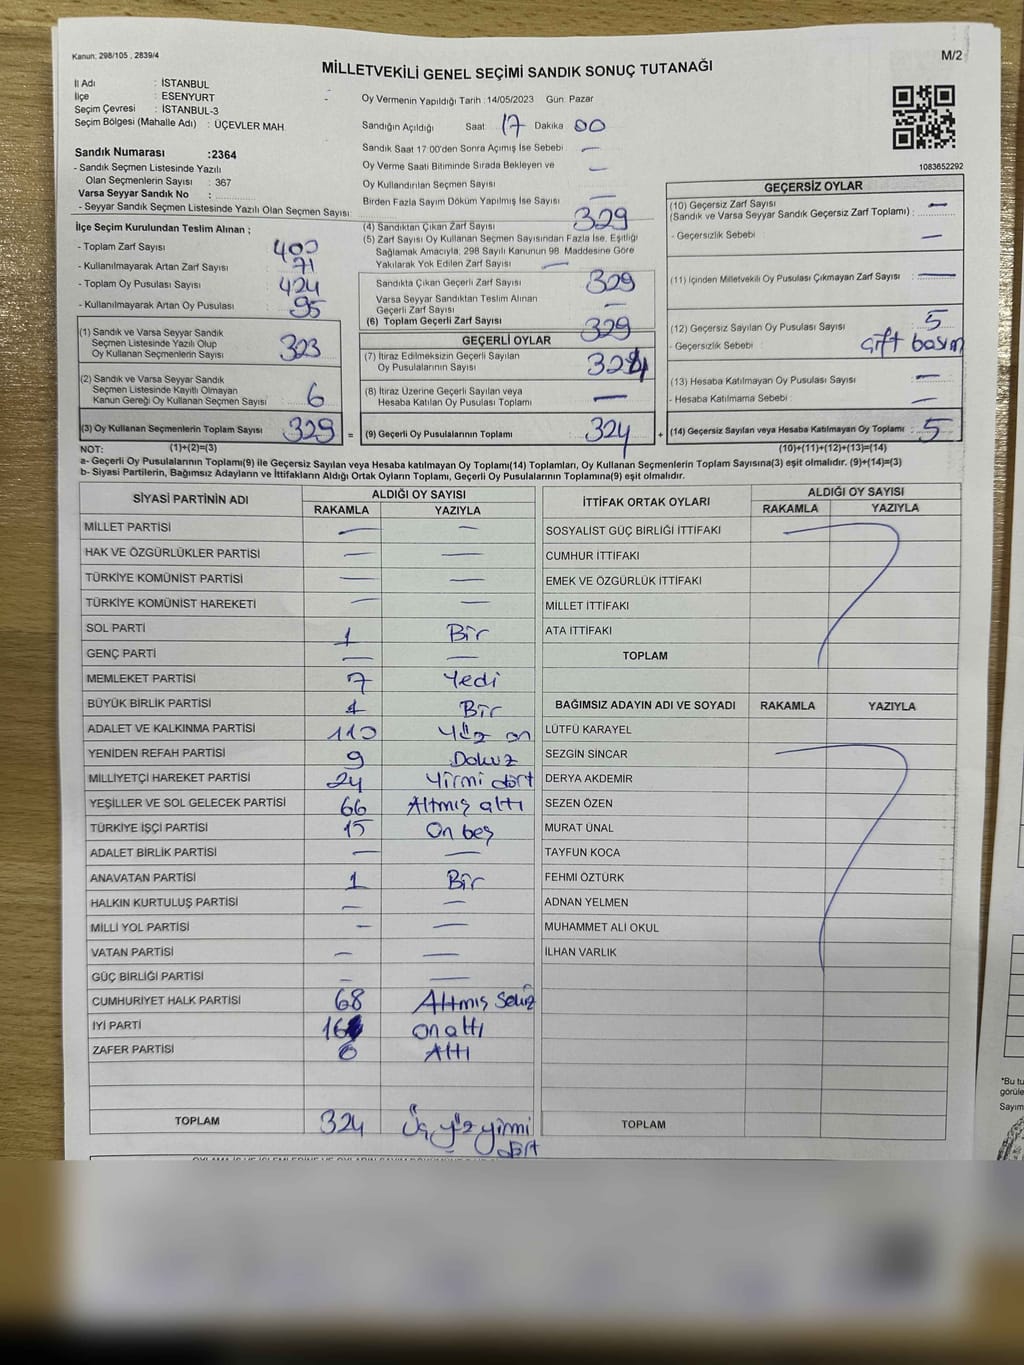 Kanun: 298/105 , 2839/4
M/2
MİLLETVEKİLİ GENEL SEÇİMİ SANDIK SONUÇ TUTANAĞI
İl Adı : İSTANBUL
İlçe : ESENYURT
Seçim Çevresi : İSTANBUL-3
Seçim Bölgesi (Mahalle Adı) : ÜÇEVLER MAH
Sandık Numarası :2364
- Sandık Seçmen Listesinde Yazılı
Olan Seçmenlerin Sayısı : 367
Varsa Seyyar Sandık No :
- Seyyar Sandık Seçmen Listesinde Yazılı Olan Seçmen Sayısı
Oy Vermenin Yapıldığı Tarih : 14/05/2023 Gün: Pazar
Sandığın Açıldığı Saat 17 Dakika 00
Sandık Saat 17:00'den Sonra Açımış İse Sebebi —
Oy Verme Saati Bitiminde Sırada Bekleyen ve
Oy Kullandırılan Seçmen Sayısı —
Birden Fazla Sayım Döküm Yapılmış İse Sayısı —
1083652292
İlçe Seçim Kurulundan Teslim Alınan ;
- Toplam Zarf Sayısı 400
- Kullanılmayarak Artan Zarf Sayısı 71
- Toplam Oy Pusulası Sayısı 424
- Kullanılmayarak Artan Oy Pusulası 95
(1) Sandık ve Varsa Seyyar Sandık
Seçmen Listesinde Yazılı Olup
Oy Kullanan Seçmenlerin Sayısı 323
(2) Sandık ve Varsa Seyyar Sandık
Seçmen Listesinde Kayıtlı Olmayan
Kanun Gereği Oy Kullanan Seçmen Sayısı 6
(3) Oy Kullanan Seçmenlerin Toplam Sayısı 329 =
(1)+(2)=(3)
(4) Sandıktan Çıkan Zarf Sayısı 329
(5) Zarf Sayısı Oy Kullanan Seçmen Sayısından Fazla İse, Eşitliği
Sağlamak Amacıyla, 298 Sayılı Kanunun 98. Maddesine Göre
Yakılarak Yok Edilen Zarf Sayısı —
Sandıkta Çıkan Geçerli Zarf Sayısı 329
Varsa Seyyar Sandıktan Teslim Alınan
Geçerli Zarf Sayısı —
(6) Toplam Geçerli Zarf Sayısı 329
GEÇERLİ OYLAR
(7) İtiraz Edilmeksizin Geçerli Sayılan
Oy Pusulalarının Sayısı 324
(8) İtiraz Üzerine Geçerli Sayılan veya
Hesaba Katılan Oy Pusulası Toplamı —
(9) Geçerli Oy Pusulalarının Toplamı 324 +
GEÇERSİZ OYLAR
(10) Geçersiz Zarf Sayısı —
(Sandık ve Varsa Seyyar Sandık Geçersiz Zarf Toplamı) :
- Geçersizlik Sebebi : —
(11) İçinden Milletvekili Oy Pusulası Çıkmayan Zarf Sayısı : —
(12) Geçersiz Sayılan Oy Pusulası Sayısı : 5
- Geçersizlik Sebebi : çift basım
(13) Hesaba Katılmayan Oy Pusulası Sayısı : —
- Hesaba Katılmama Sebebi : —
(14) Geçersiz Sayılan veya Hesaba Katılmayan Oy Toplamı : 5
(10)+(11)+(12)+(13)=(14)
NOT:
a- Geçerli Oy Pusulalarının Toplamı(9) ile Geçersiz Sayılan veya Hesaba katılmayan Oy Toplamı(14) Toplamları, Oy Kullanan Seçmenlerin Toplam Sayısına(3) eşit olmalıdır. (9)+(14)=(3)
b- Siyasi Partilerin, Bağımsız Adayların ve İttifakların Aldığı Ortak Oyların Toplamı, Geçerli Oy Pusulalarının Toplamına(9) eşit olmalıdır.
SİYASİ PARTİNİN ADI ALDIĞI OY SAYISI
RAKAMLA YAZIYLA
MİLLET PARTİSİ — —
HAK VE ÖZGÜRLÜKLER PARTİSİ — —
TÜRKİYE KOMÜNİST PARTİSİ — —
TÜRKİYE KOMÜNİST HAREKETİ — —
SOL PARTİ 1 Bir
GENÇ PARTİ — —
MEMLEKET PARTİSİ 7 Yedi
BÜYÜK BİRLİK PARTİSİ 1 Bir
ADALET VE KALKINMA PARTİSİ 110 Yüz on
YENİDEN REFAH PARTİSİ 9 Dokuz
MİLLİYETÇİ HAREKET PARTİSİ 24 Yirmi dört
YEŞİLLER VE SOL GELECEK PARTİSİ 66 Altmış altı
TÜRKİYE İŞÇİ PARTİSİ 15 On beş
ADALET BİRLİK PARTİSİ — —
ANAVATAN PARTİSİ 1 Bir
HALKIN KURTULUŞ PARTİSİ — —
MİLLİ YOL PARTİSİ — —
VATAN PARTİSİ — —
GÜÇ BİRLİĞİ PARTİSİ — —
CUMHURİYET HALK PARTİSİ 68 Altmış Sekiz
İYİ PARTİ 16 on altı
ZAFER PARTİSİ 6 Altı
TOPLAM 324 Üç yüz yirmi
dört
İTTİFAK ORTAK OYLARI ALDIĞI OY SAYISI
RAKAMLA YAZIYLA
SOSYALİST GÜÇ BİRLİĞİ İTTİFAKI
CUMHUR İTTİFAKI
EMEK VE ÖZGÜRLÜK İTTİFAKI
MİLLET İTTİFAKI
ATA İTTİFAKI
TOPLAM
BAĞIMSIZ ADAYIN ADI VE SOYADI RAKAMLA YAZIYLA
LÜTFÜ KARAYEL
SEZGİN SİNCAR
DERYA AKDEMİR
SEZEN ÖZEN
MURAT ÜNAL
TAYFUN KOCA
FEHMİ ÖZTÜRK
ADNAN YELMEN
MUHAMMET ALİ OKUL
İLHAN VARLIK
TOPLAM
*Bu tu
görüle
Sayım